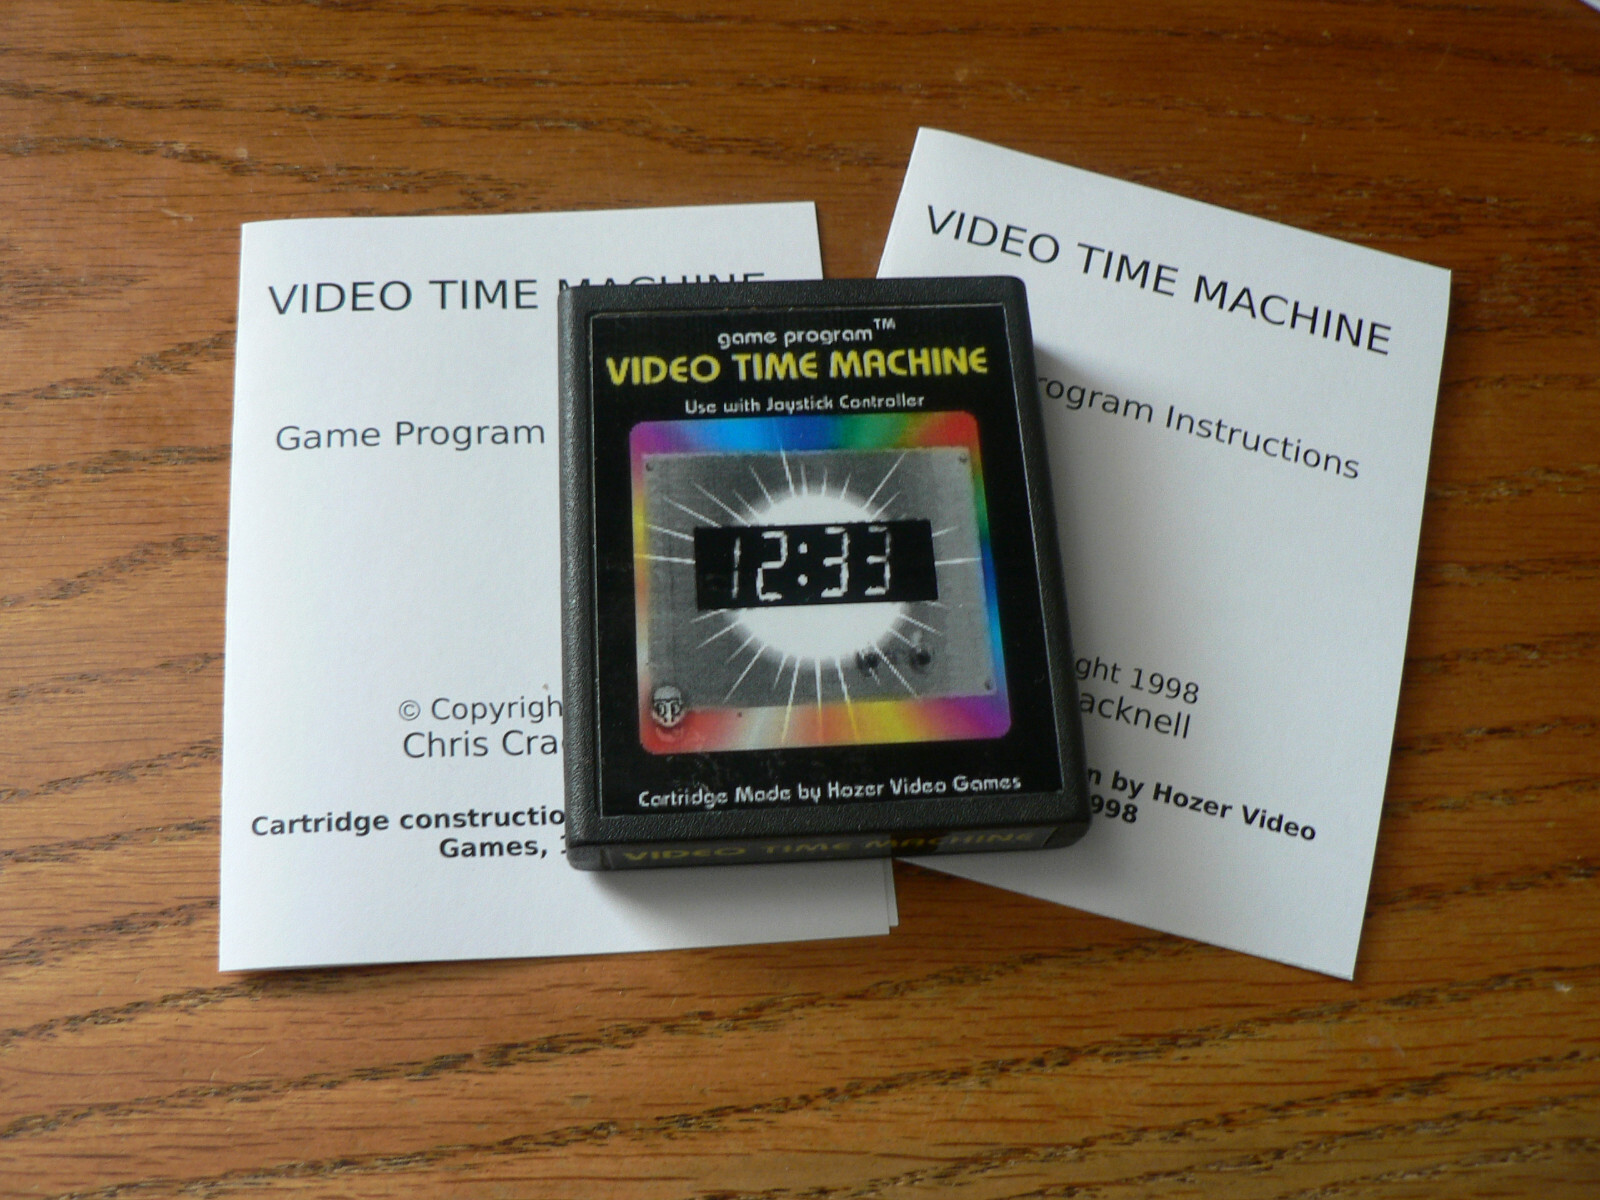 VIDEO TIME MACHINE
Game Program
© Copyrigh
Chris Cra
Cartridge constructio
Games,
game program™
VIDEO TIME MACHINE
Use with Joystick Controller
12:33
Cartridge Made by Hozer Video Games
VIDEO TIME MACHINE
VIDEO TIME MACHINE
rogram Instructions
ght 1998
acknell
n by Hozer Video
998